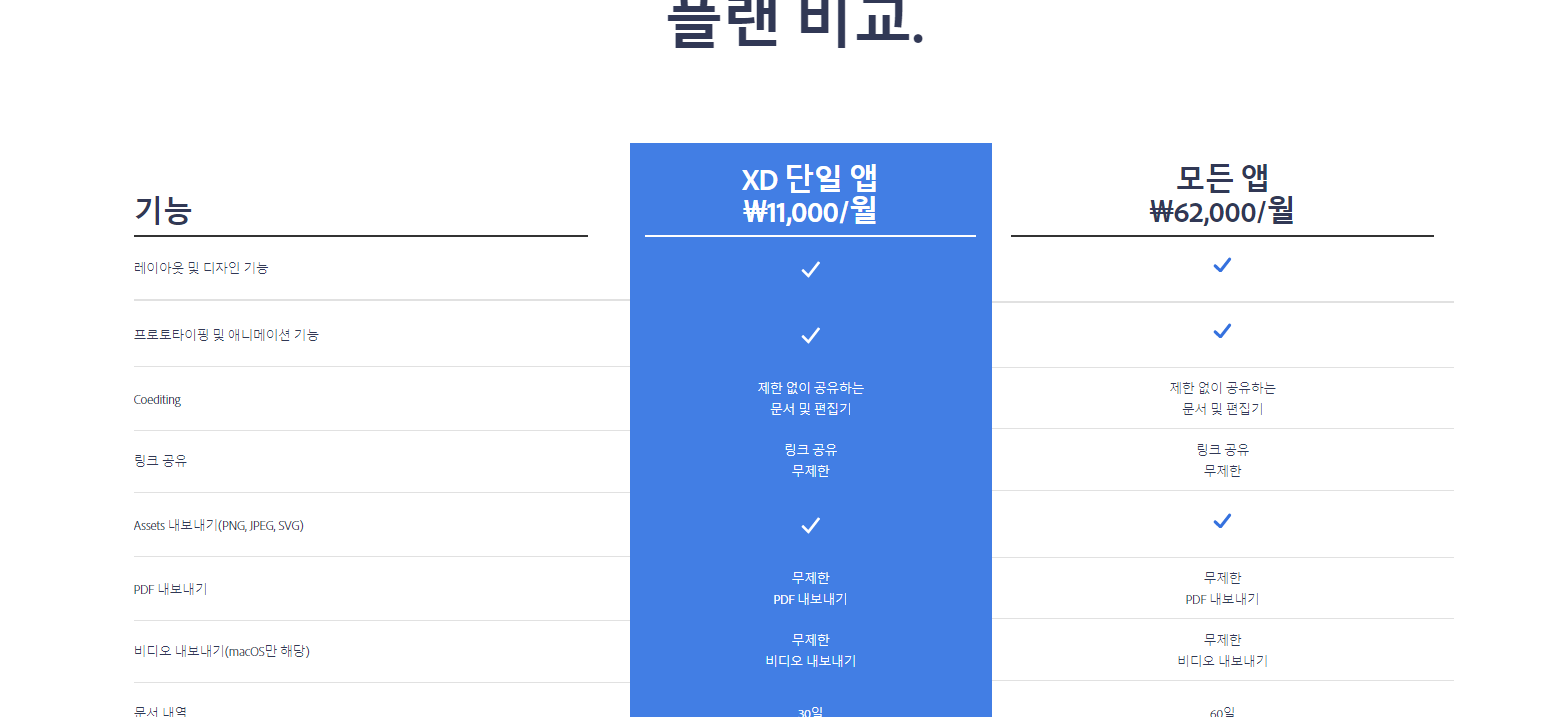 플랜 비교.
기능
XD 단일 앱
₩11,000/월
모든 앱
₩62,000/월
레이아웃 및 디자인 기능
프로토타이핑 및 애니메이션 기능
Coediting
제한 없이 공유하는
문서 및 편집기
제한 없이 공유하는
문서 및 편집기
링크 공유
링크 공유
무제한
링크 공유
무제한
Assets 내보내기(PNG, JPEG, SVG)
PDF 내보내기
무제한
PDF 내보내기
무제한
PDF 내보내기
비디오 내보내기(macOS만 해당)
무제한
비디오 내보내기
무제한
비디오 내보내기
문서 내역
30일
60일